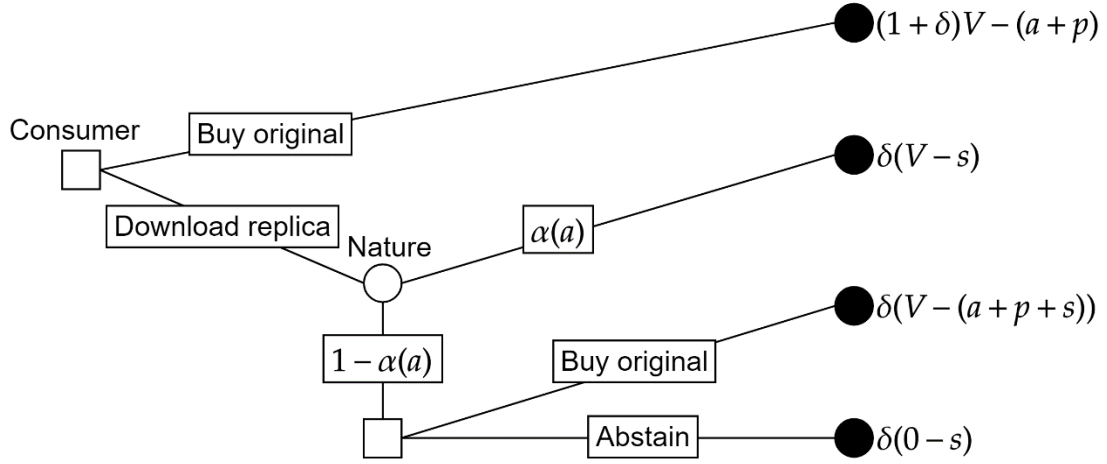 (1 + δ)V − (a + p)
Consumer
Buy original
δ(V − s)
Download replica
α(a)
Nature
δ(V − (a + p + s))
1 − α(a)
Buy original
Abstain
δ(0 − s)